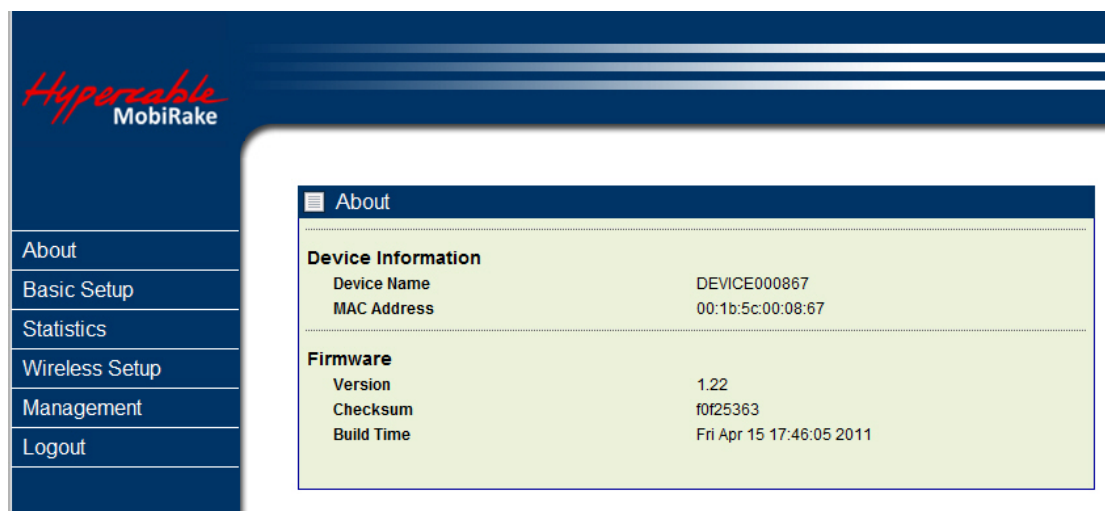 Hypercable
MobiRake
About
Basic Setup
Statistics
Wireless Setup
Management
Logout
About
Device Information
Device Name DEVICE000867
MAC Address 00:1b:5c:00:08:67
Firmware
Version 1.22
Checksum f0f25363
Build Time Fri Apr 15 17:46:05 2011